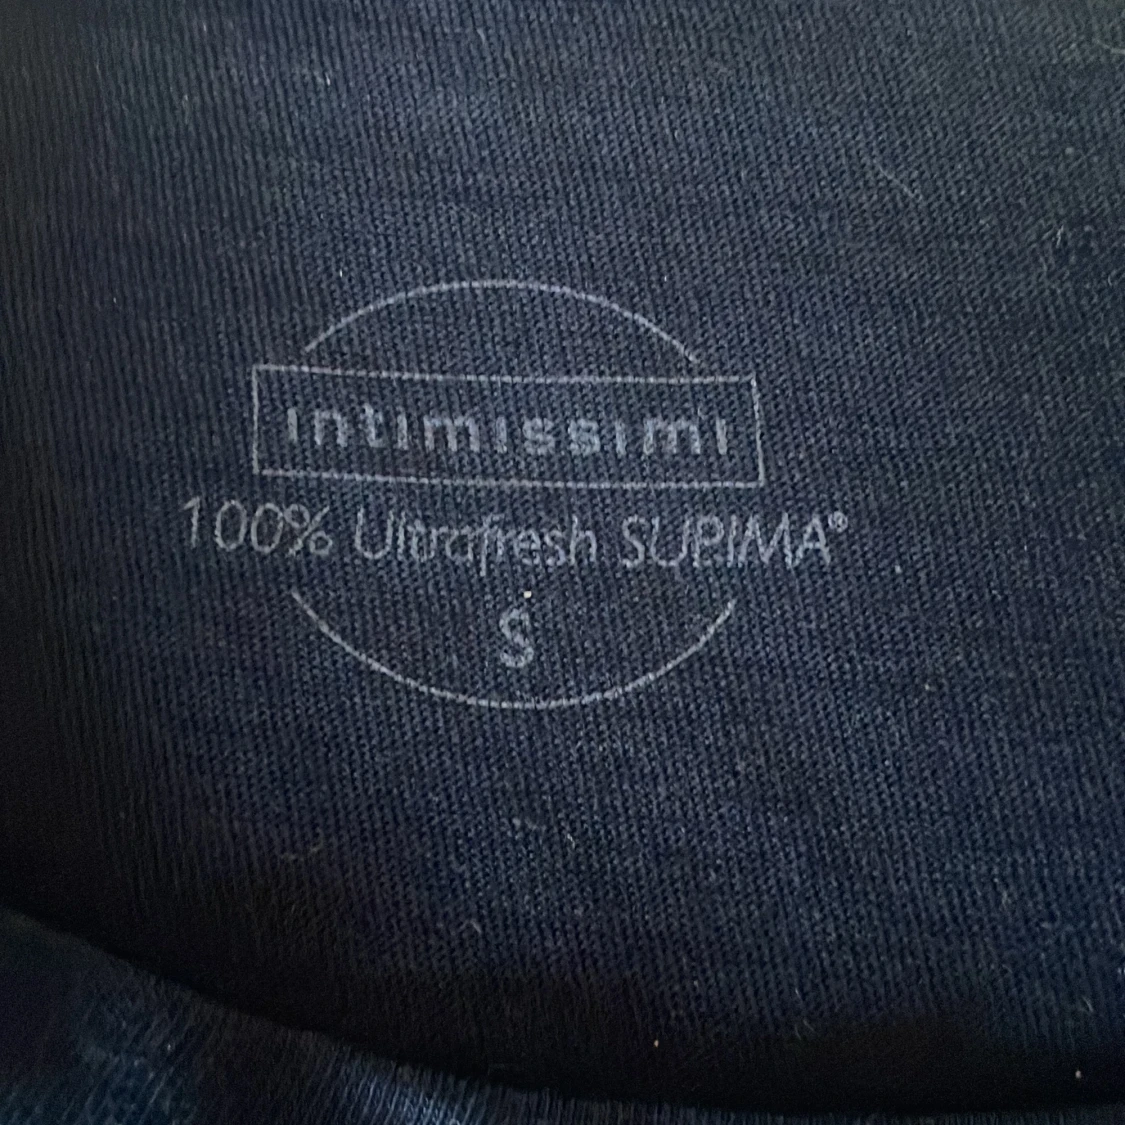 intimissimi
100% Ultrafresh SUPIMA®
S